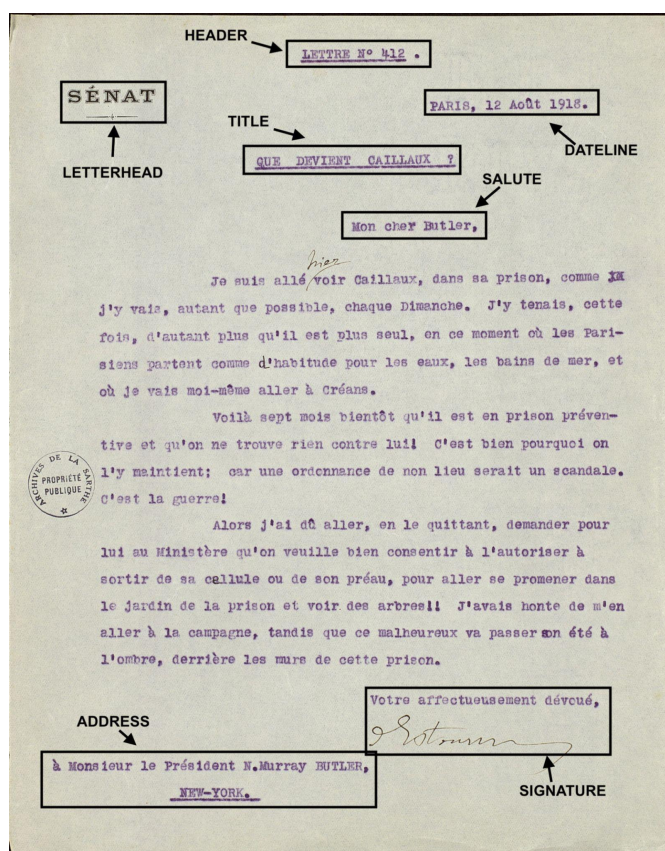 HEADER
LETTRE Nº 412 .
SÉNAT
PARIS, 12 Août 1918.
TITLE
DATELINE
QUE DEVIENT CAILLAUX ?
LETTERHEAD
SALUTE
Mon cher Butler,
hier
Je suis allé voir Caillaux, dans sa prison, comme
j'y vais, autant que possible, chaque Dimanche. J'y tenais, cette
fois, d'autant plus qu'il est plus seul, en ce moment où les Pari-
siens partent comme d'habitude pour les eaux, les bains de mer, et
où je vais moi-même aller à Créans.
Voilà sept mois bientôt qu'il est en prison préven-
tive et qu'on ne trouve rien contre lui! C'est bien pourquoi on
l'y maintient; car une ordonnance de non lieu serait un scandale.
C'est la guerre!
ARCHIVES DE LA SARTHE
PROPRIÉTÉ
PUBLIQUE
Alors j'ai dû aller, en le quittant, demander pour
lui au Ministère qu'on veuille bien consentir à l'autoriser à
sortir de sa cellule ou de son préau, pour aller se promener dans
le jardin de la prison et voir des arbres!! J'avais honte de m'en
aller à la campagne, tandis que ce malheureux va passer son été à
l'ombre, derrière les murs de cette prison.
Votre affectueusement dévoué,
ADDRESS
à Monsieur le Président N.Murray BUTLER,
NEW-YORK.
SIGNATURE